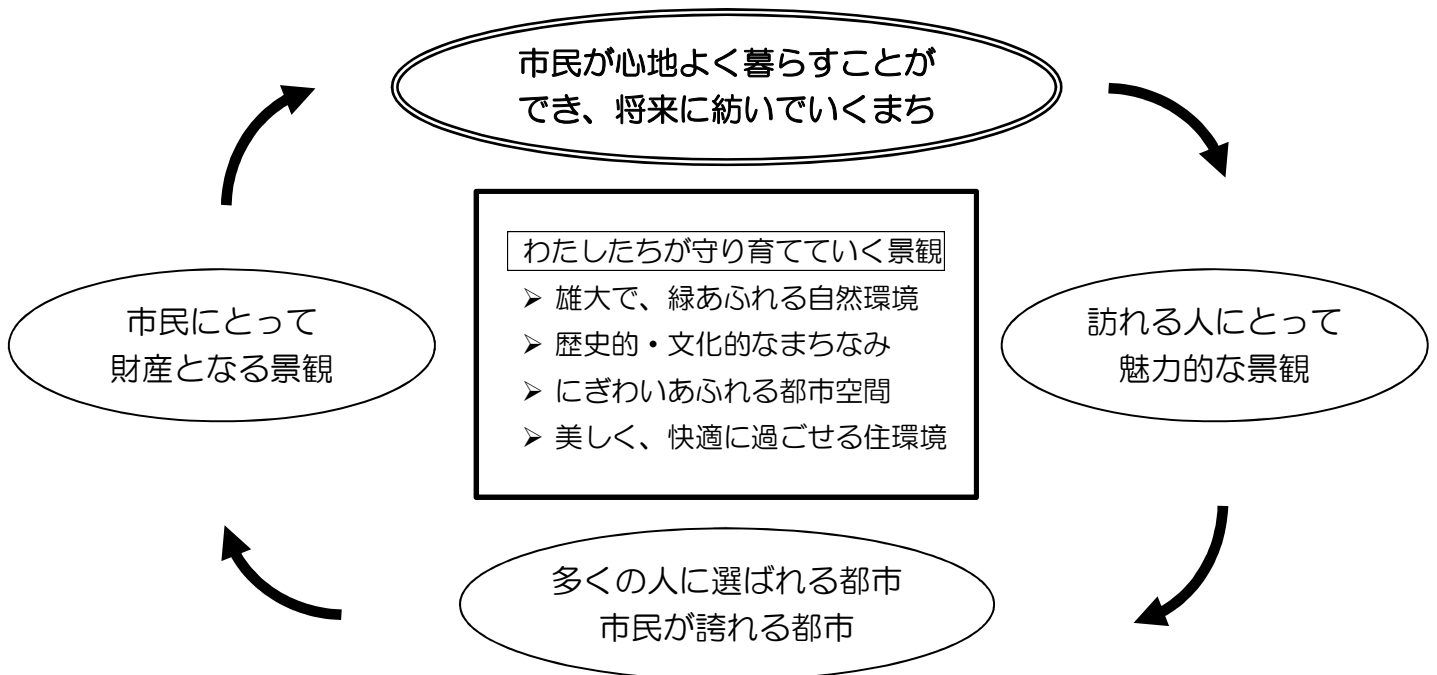 市民が心地よく暮らすことが
でき、将来に紡いでいくまち
わたしたちが守り育てていく景観
➢ 雄大で、緑あふれる自然環境
➢ 歴史的・文化的なまちなみ
➢ にぎわいあふれる都市空間
➢ 美しく、快適に過ごせる住環境
市民にとって
財産となる景観
訪れる人にとって
魅力的な景観
多くの人に選ばれる都市
市民が誇れる都市